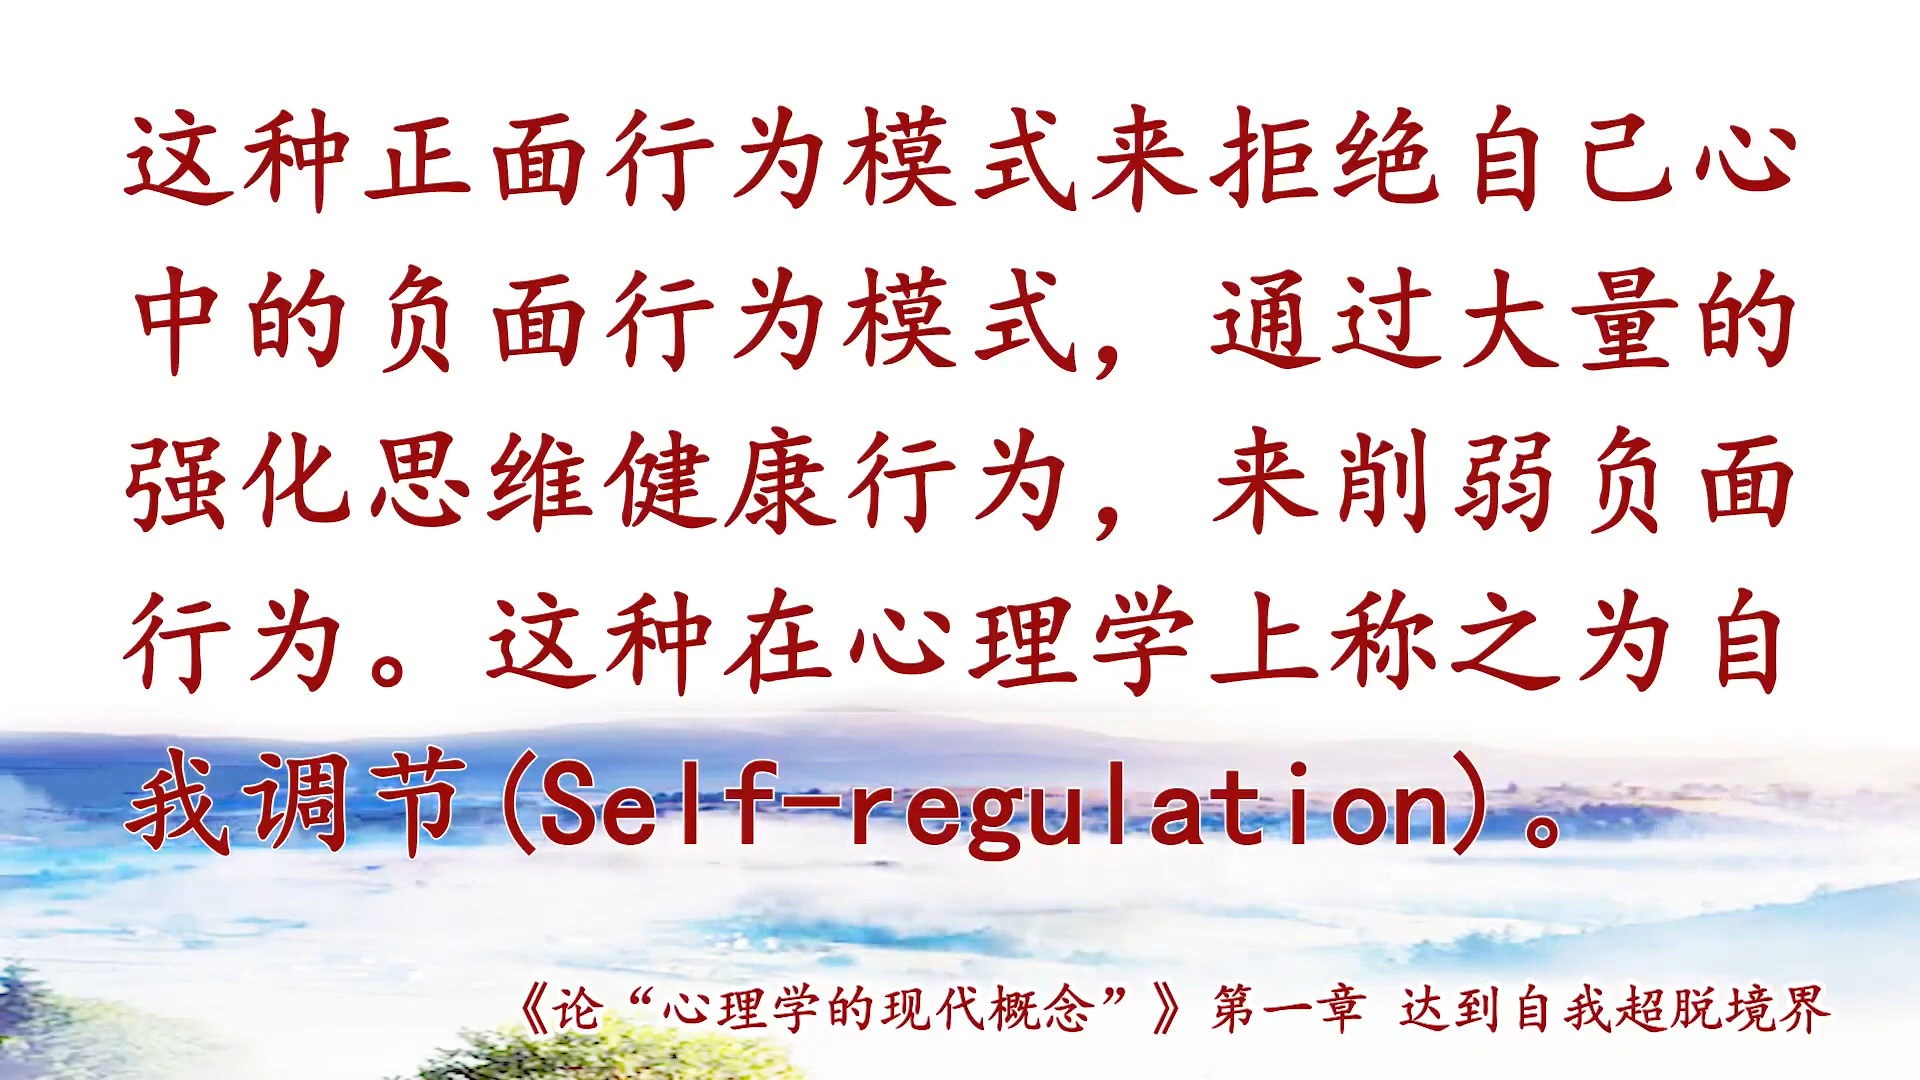 这种正面行为模式来拒绝自己心
中的负面行为模式，通过大量的
强化思维健康行为，来削弱负面
行为。这种在心理学上称之为自
我调节(Self-regulation)。
《论“心理学的现代概念”》第一章 达到自我超脱境界